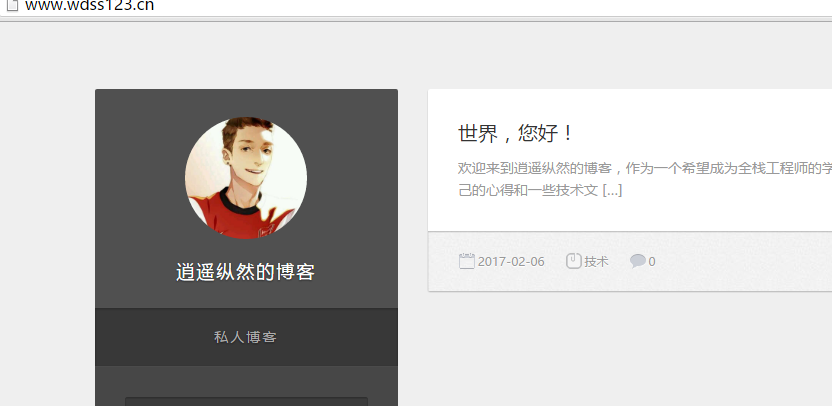 www.wdss123.cn
逍遥纵然的博客
私人博客
世界，您好！
欢迎来到逍遥纵然的博客，作为一个希望成为全栈工程师的学
己的心得和一些技术文 [...]
2017-02-06 技术 0